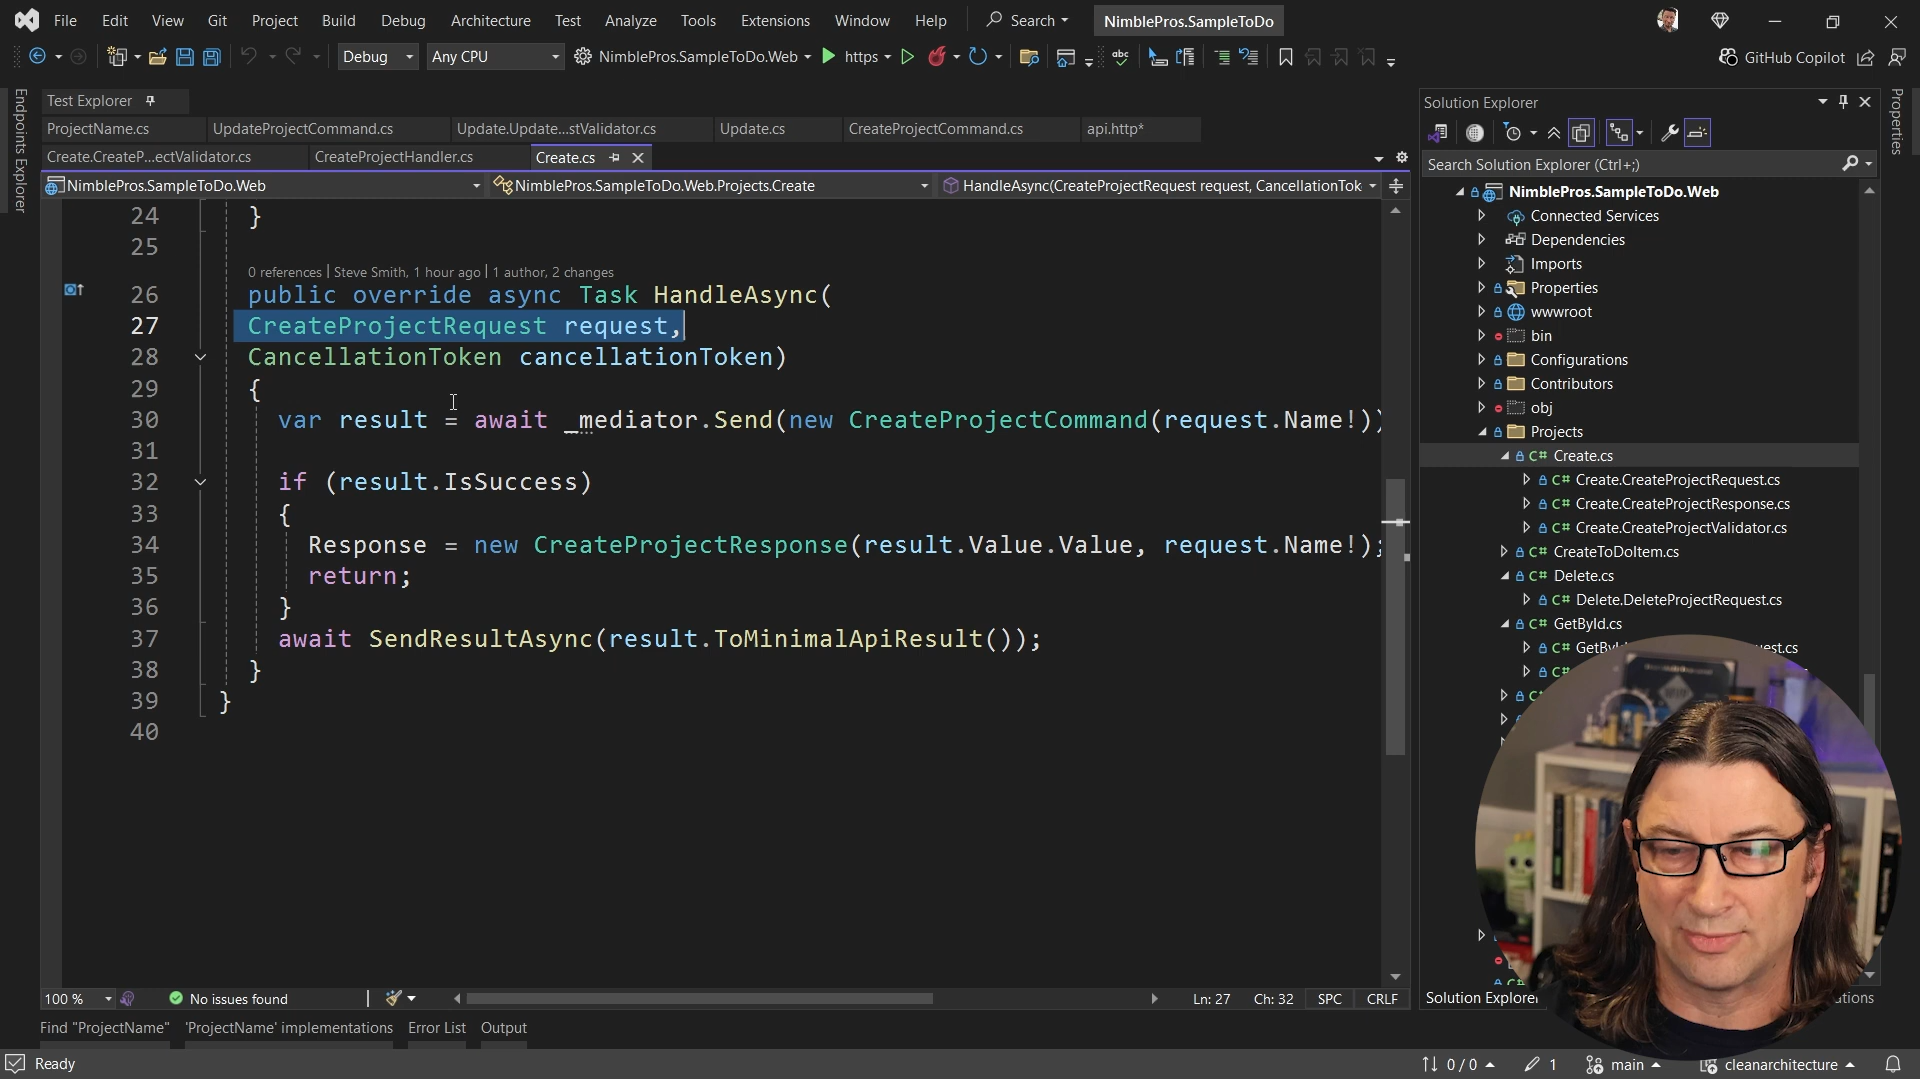 File Edit View Git Project Build Debug Architecture Test Analyze Tools Extensions Window Help Search NimblePros.SampleToDo
Debug Any CPU NimblePros.SampleToDo.Web https abc GitHub Copilot
Endpoints Explorer
Test Explorer
ProjectName.cs UpdateProjectCommand.cs Update.Update...stValidator.cs Update.cs CreateProjectCommand.cs api.http*
Create.CreateP...ectValidator.cs CreateProjectHandler.cs Create.cs
NimblePros.SampleToDo.Web NimblePros.SampleToDo.Web.Projects.Create HandleAsync(CreateProjectRequest request, CancellationTok
24 }
25
0 references | Steve Smith, 1 hour ago | 1 author, 2 changes
26 public override async Task HandleAsync(
27 CreateProjectRequest request,
28 CancellationToken cancellationToken)
29 {
30 var result = await _mediator.Send(new CreateProjectCommand(request.Name!))
31
32 if (result.IsSuccess)
33 {
34 Response = new CreateProjectResponse(result.Value.Value, request.Name!);
35 return;
36 }
37 await SendResultAsync(result.ToMinimalApiResult());
38 }
39 }
40
100 % No issues found Ln: 27 Ch: 32 SPC CRLF
Find "ProjectName" 'ProjectName' implementations Error List Output
Ready 0 / 0 1 main cleanarchitecture
Solution Explorer
Search Solution Explorer (Ctrl+;)
NimblePros.SampleToDo.Web
Connected Services
Dependencies
Imports
Properties
wwwroot
bin
Configurations
Contributors
obj
Projects
C# Create.cs
C# Create.CreateProjectRequest.cs
C# Create.CreateProjectResponse.cs
C# Create.CreateProjectValidator.cs
C# CreateToDoItem.cs
C# Delete.cs
C# Delete.DeleteProjectRequest.cs
C# GetById.cs
Solution Explorer
Properties